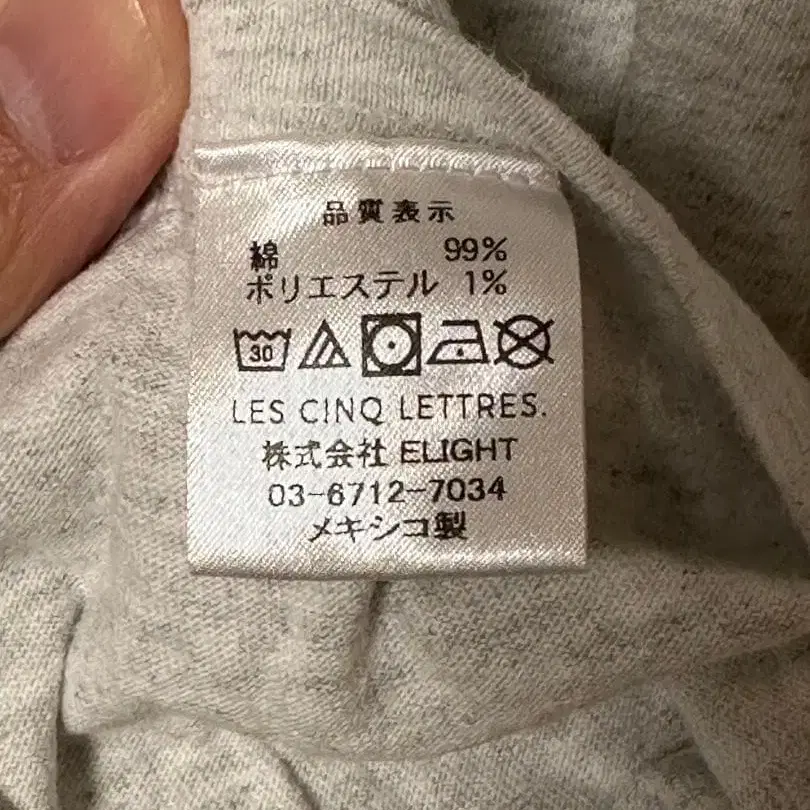 品質表示
綿 99%
ポリエステル 1%
30
LES CINQ LETTRES.
株式会社 ELIGHT
03-6712-7034
メキシコ製